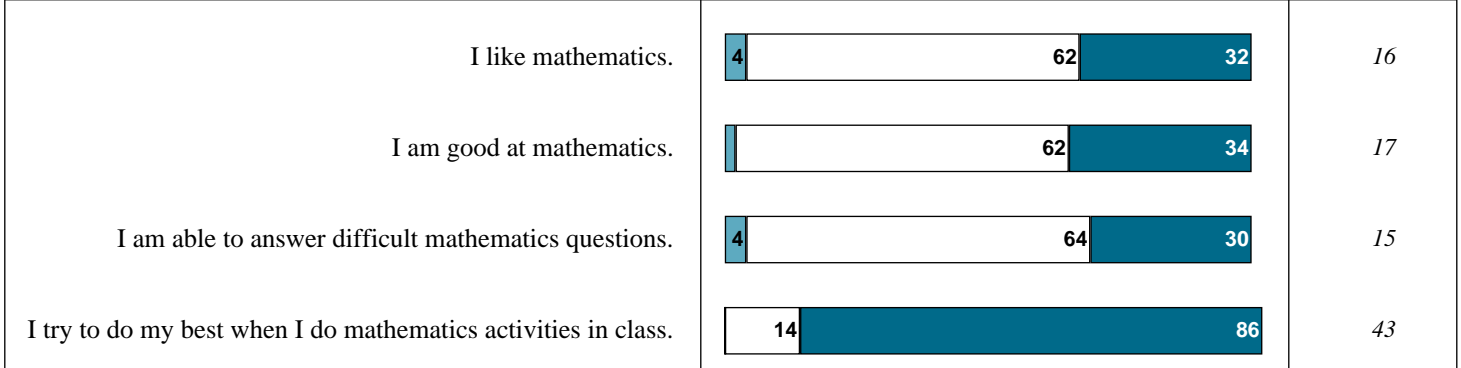 I like mathematics. 4 62 32 16
I am good at mathematics. 62 34 17
I am able to answer difficult mathematics questions. 4 64 30 15
I try to do my best when I do mathematics activities in class. 14 86 43